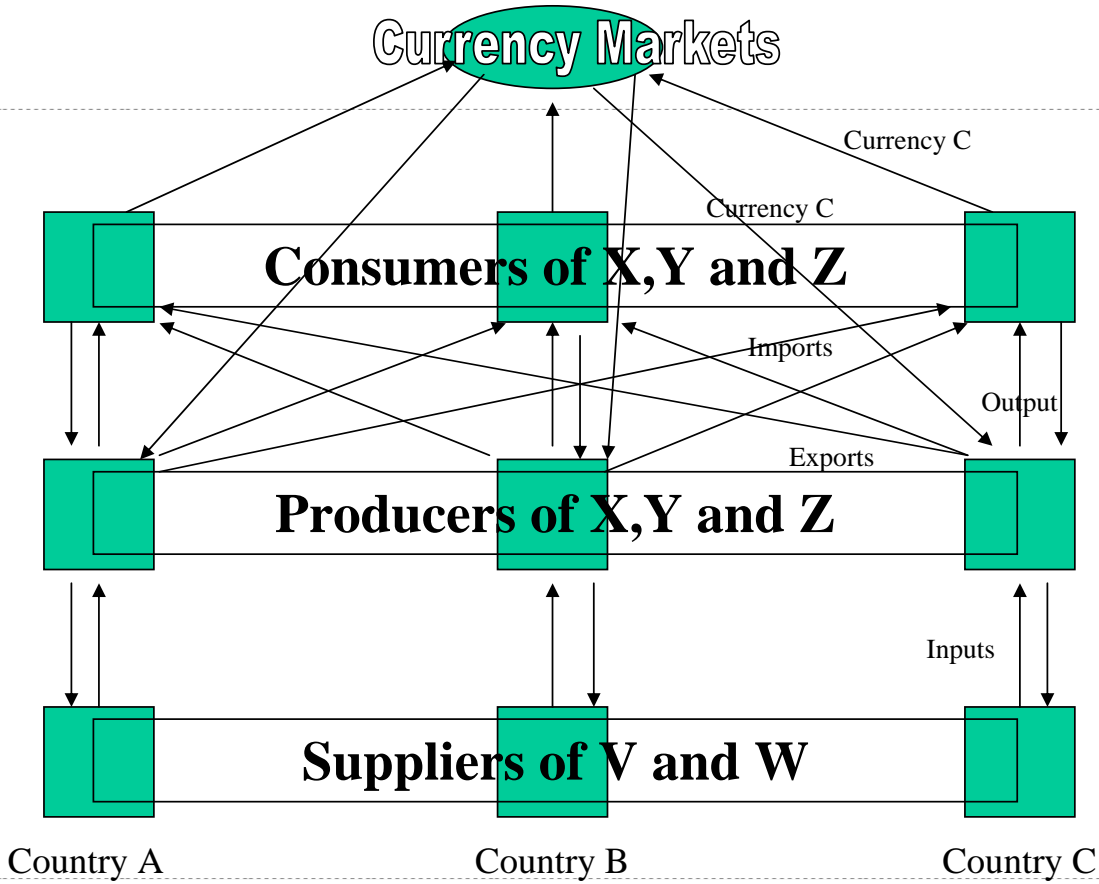 Currency Markets
Currency C
Currency C
Consumers of X,Y and Z
Imports
Output
Exports
Producers of X,Y and Z
Inputs
Suppliers of V and W
Country A
Country B
Country C